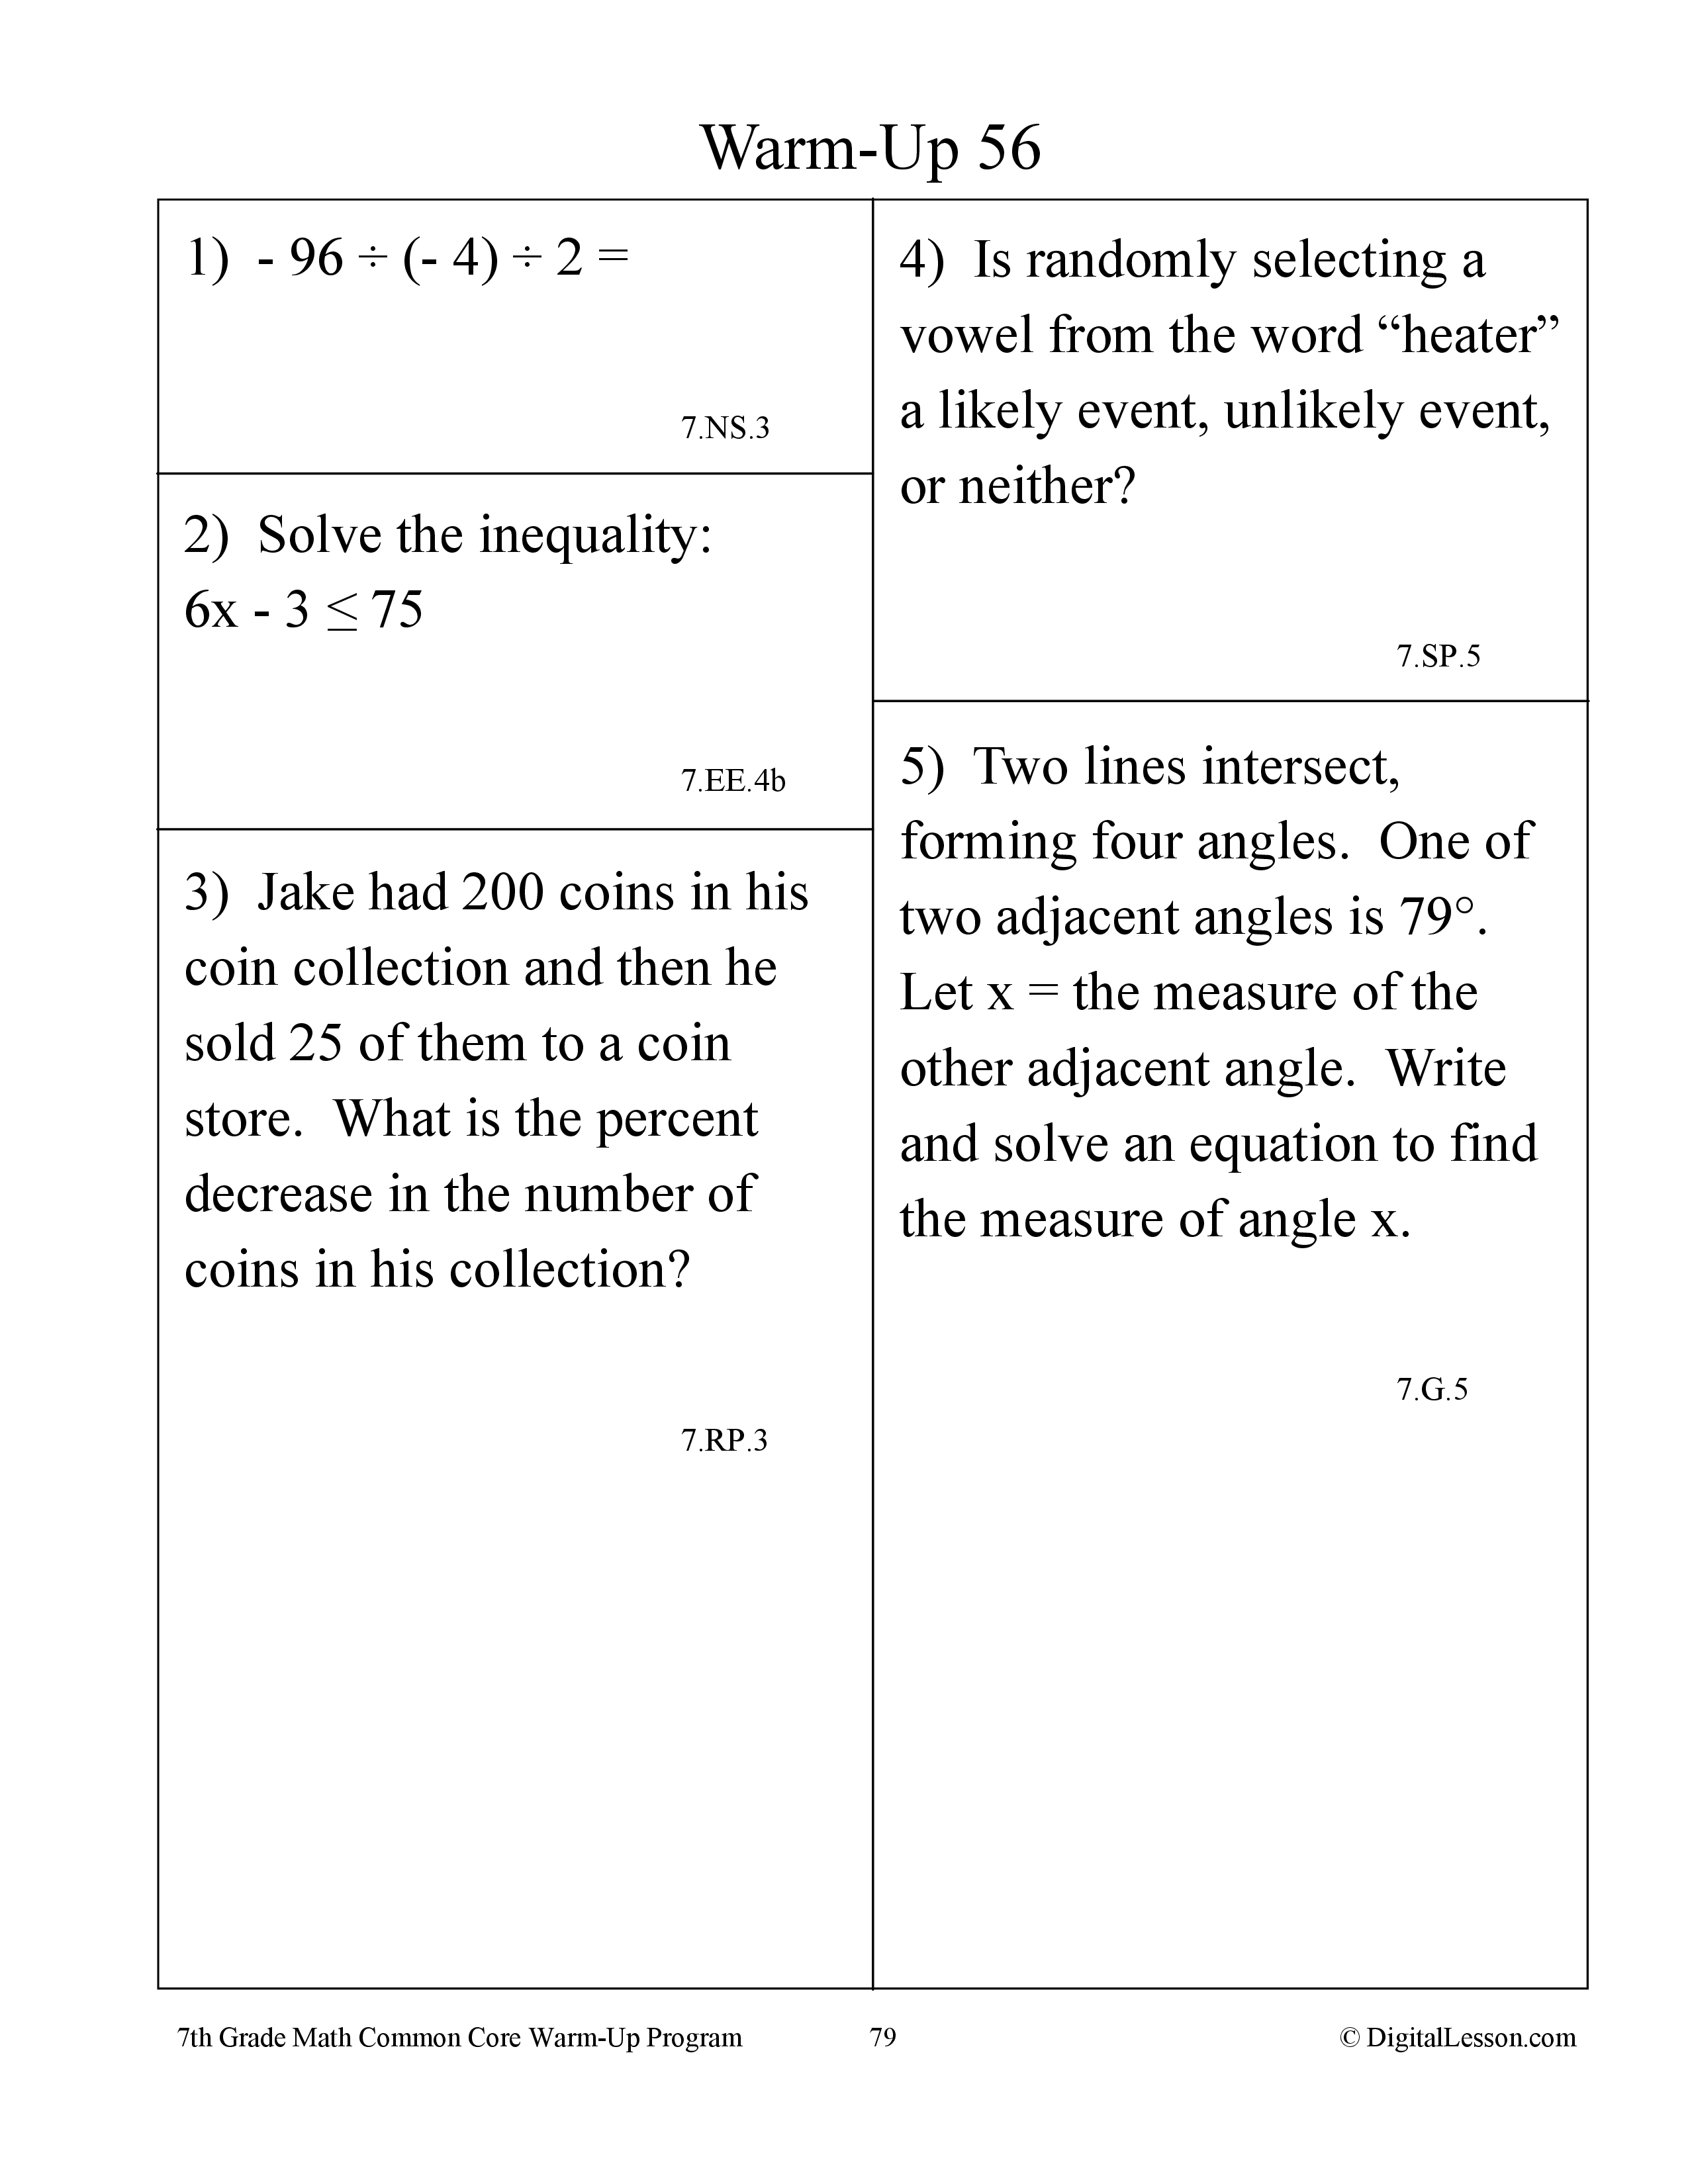 Warm-Up 56
1)  - 96 ÷ (- 4) ÷ 2 =
7.NS.3
2)  Solve the inequality:
6x - 3 ≤ 75
7.EE.4b
3)  Jake had 200 coins in his
coin collection and then he
sold 25 of them to a coin
store.  What is the percent
decrease in the number of
coins in his collection?
7.RP.3
4)  Is randomly selecting a
vowel from the word “heater”
a likely event, unlikely event,
or neither?
7.SP.5
5)  Two lines intersect,
forming four angles.  One of
two adjacent angles is 79°.
Let x = the measure of the
other adjacent angle.  Write
and solve an equation to find
the measure of angle x.
7.G.5
7th Grade Math Common Core Warm-Up Program
79
© DigitalLesson.com